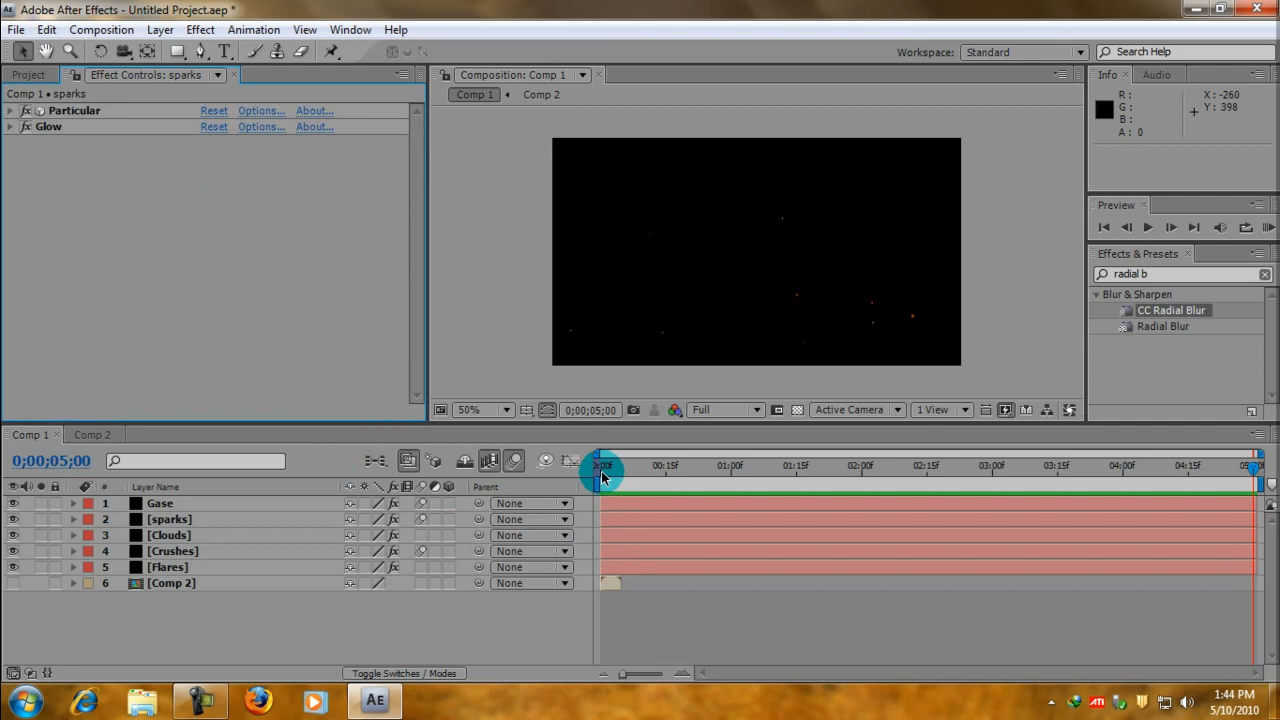 Adobe After Effects - Untitled Project.aep *
File Edit Composition Layer Effect Animation View Window Help
Workspace: Standard Search Help
Project Effect Controls: sparks Composition: Comp 1 Info Audio
Comp 1 • sparks Comp 1 Comp 2
Particular Reset Options... About...
Glow Reset Options... About...
R: X: -260
G: Y: 398
B:
A: 0
Preview
Effects & Presets
radial b
Blur & Sharpen
CC Radial Blur
Radial Blur
50% 0;00;05;00 Full Active Camera 1 View
Comp 1 Comp 2
0;00;05;00 00:15f 01:00f 01:15f 02:00f 02:15f 03:00f 03:15f 04:00f 04:15f
# Layer Name fx Parent
1 Gase fx None
2 [sparks] fx None
3 [Clouds] fx None
4 [Crushes] fx None
5 [Flares] fx None
6 [Comp 2] None
Toggle Switches / Modes
AE ATI 1:44 PM
5/10/2010